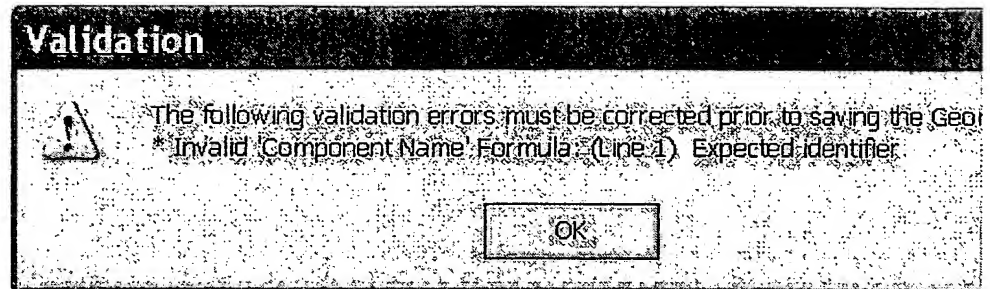 Validation
The following validation errors must be corrected prior to saving the Geor
* Invalid 'Component Name' Formula: (Line 1) Expected identifier
OK